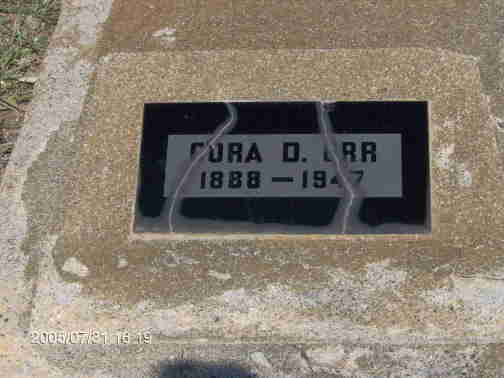 CORA D. ORR
1888 — 1947
2005/07/31 16:19